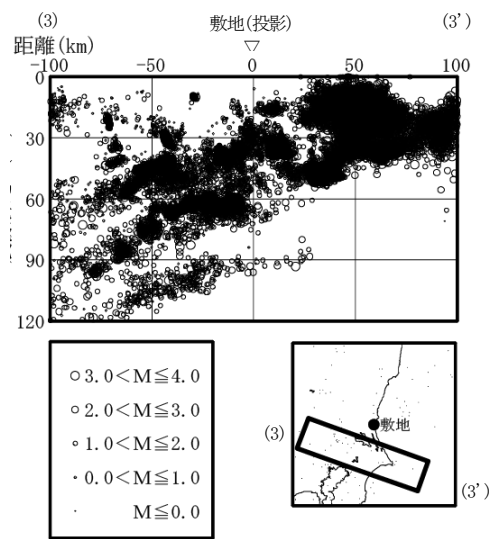 (3) 敷地(投影) (3')
距離(km) ▽
-100 -50 0 50 100
0
30
60
90
120
○ 3.0<M≦4.0
○ 2.0<M≦3.0
○ 1.0<M≦2.0
○ 0.0<M≦1.0
· M≦0.0
敷地
(3)
(3')